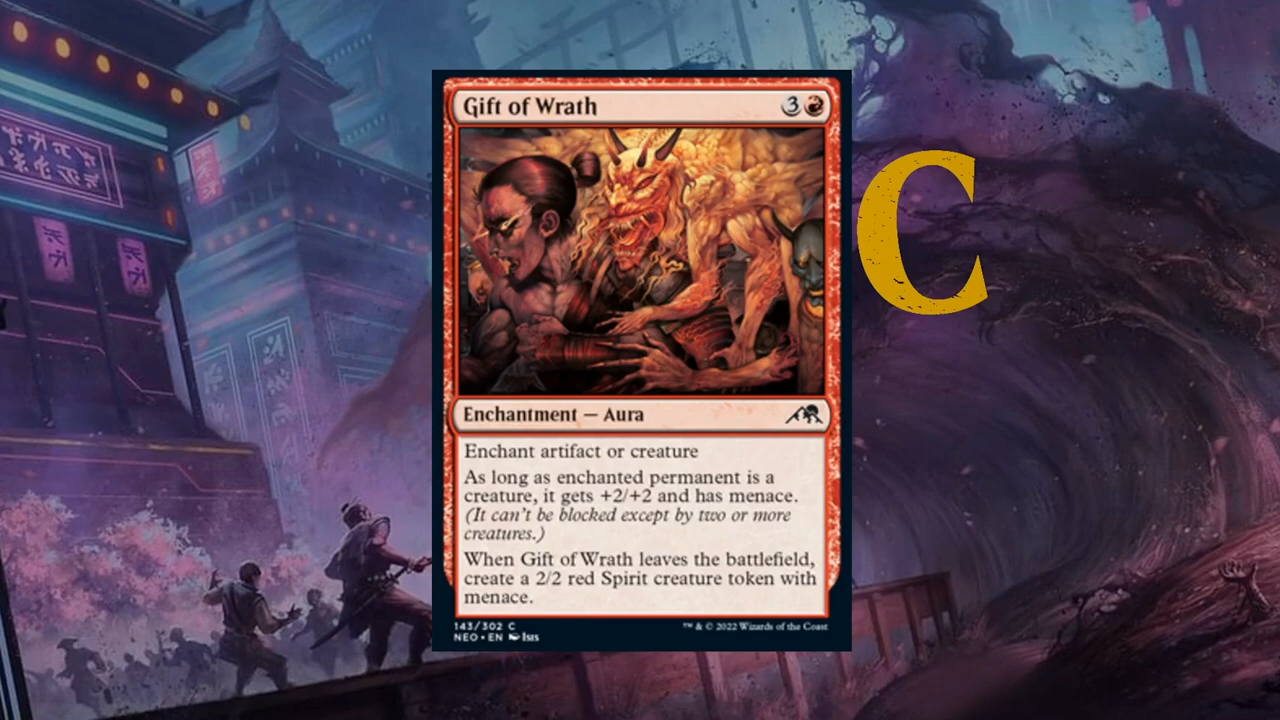 Gift of Wrath 3
C
Enchantment — Aura
Enchant artifact or creature
As long as enchanted permanent is a
creature, it gets +2/+2 and has menace.
(It can't be blocked except by two or more
creatures.)
When Gift of Wrath leaves the battlefield,
create a 2/2 red Spirit creature token with
menace.
143/302 C
NEO • EN Isis
™ & © 2022 Wizards of the Coast